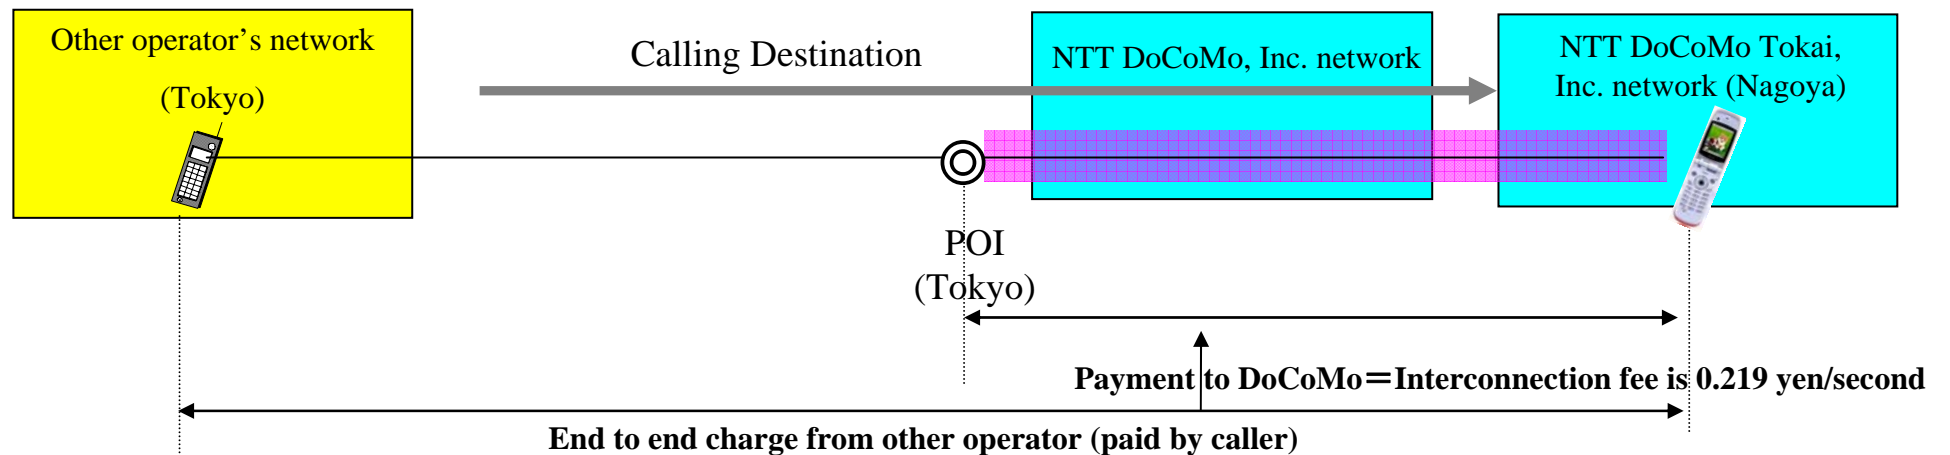 Other operator’s network
(Tokyo)
Calling Destination
NTT DoCoMo, Inc. network
NTT DoCoMo Tokai,
Inc. network (Nagoya)
POI
(Tokyo)
Payment to DoCoMo＝Interconnection fee is 0.219 yen/second
End to end charge from other operator (paid by caller)